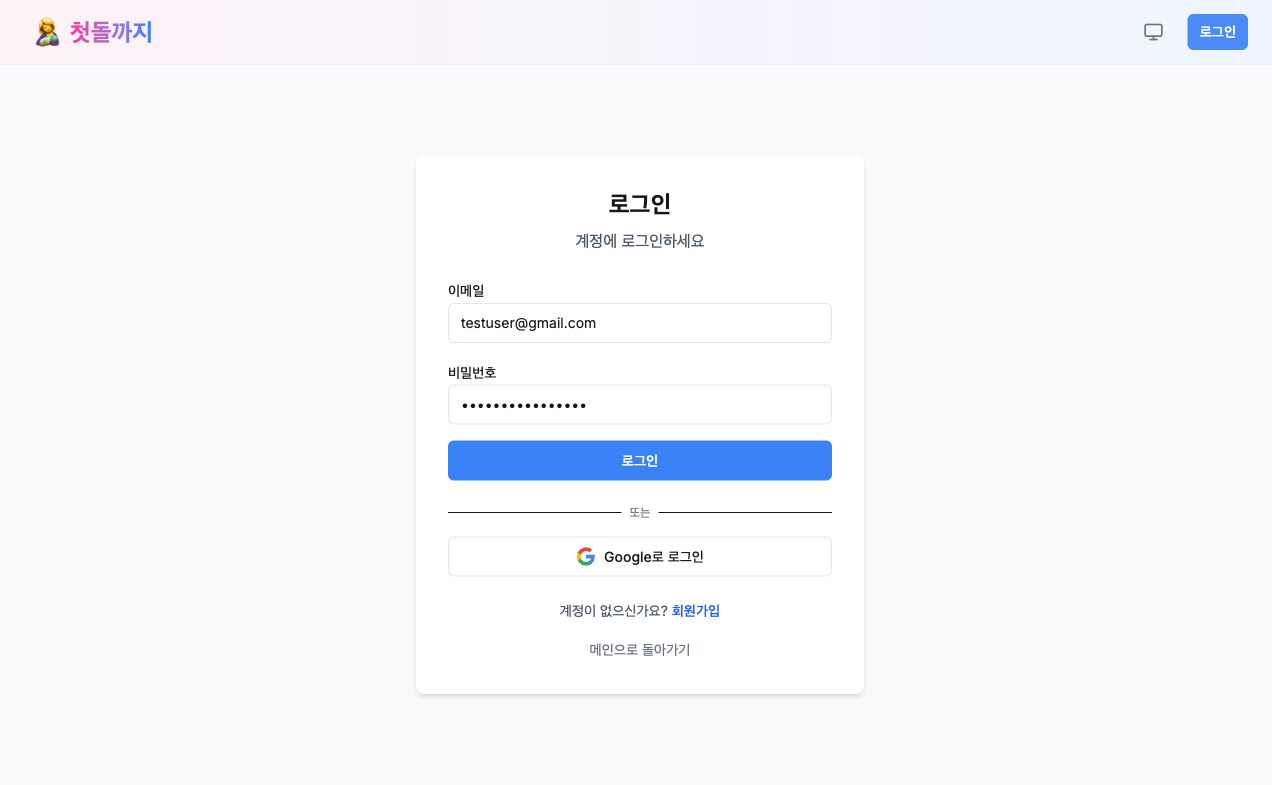 첫돌까지
로그인
로그인
계정에 로그인하세요
이메일
testuser@gmail.com
비밀번호
••••••••••••••••
로그인
또는
Google로 로그인
계정이 없으신가요? 회원가입
메인으로 돌아가기